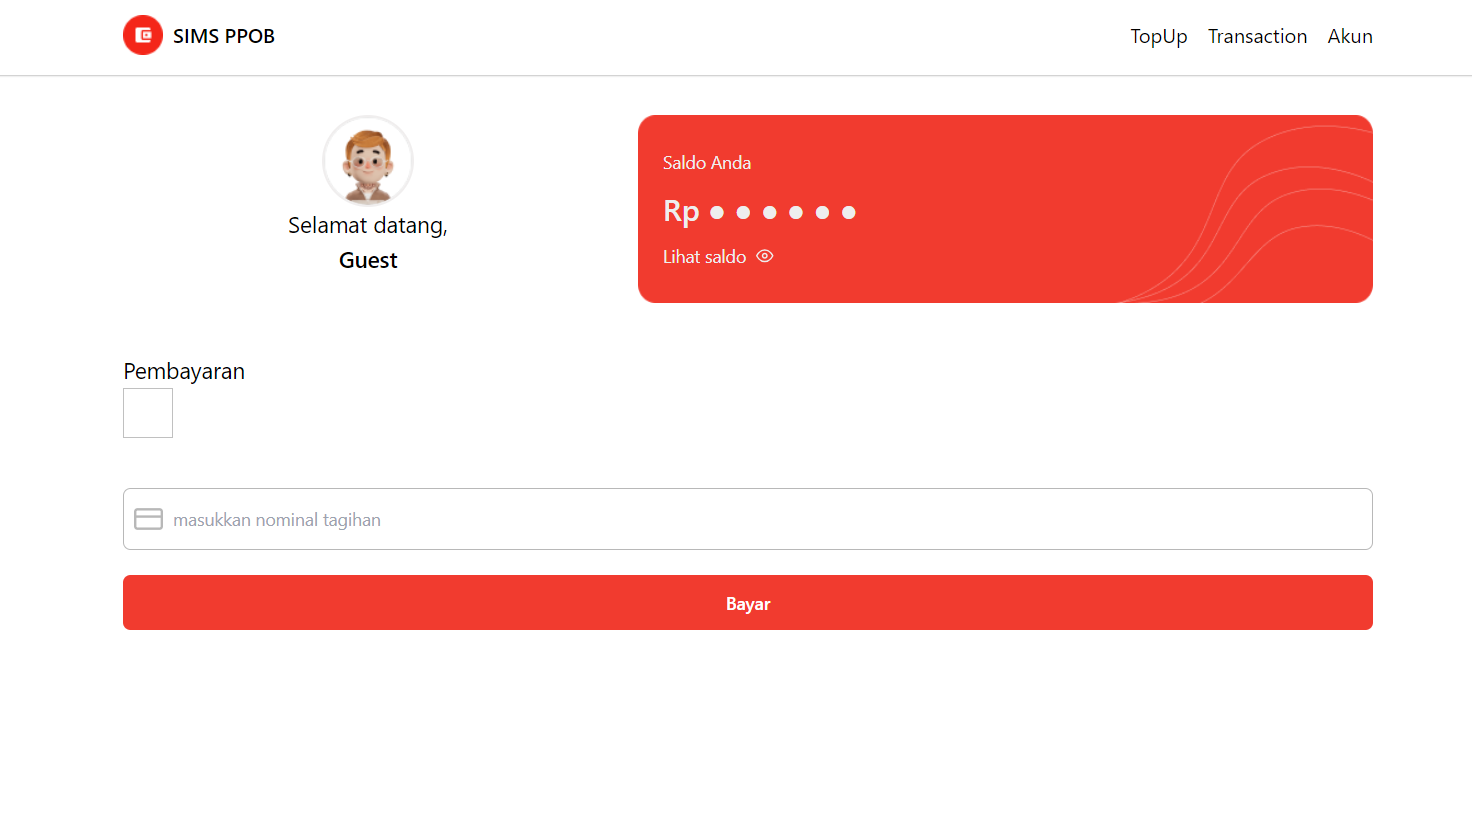 SIMS PPOB
TopUp Transaction Akun
Selamat datang,
Guest
Saldo Anda
Rp ● ● ● ● ● ●
Lihat saldo
Pembayaran
masukkan nominal tagihan
Bayar